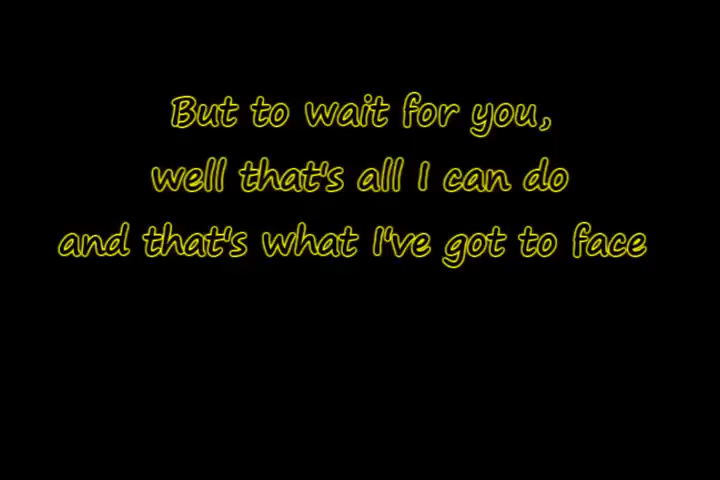 But to wait for you,
well that's all I can do
and that's what I've got to face